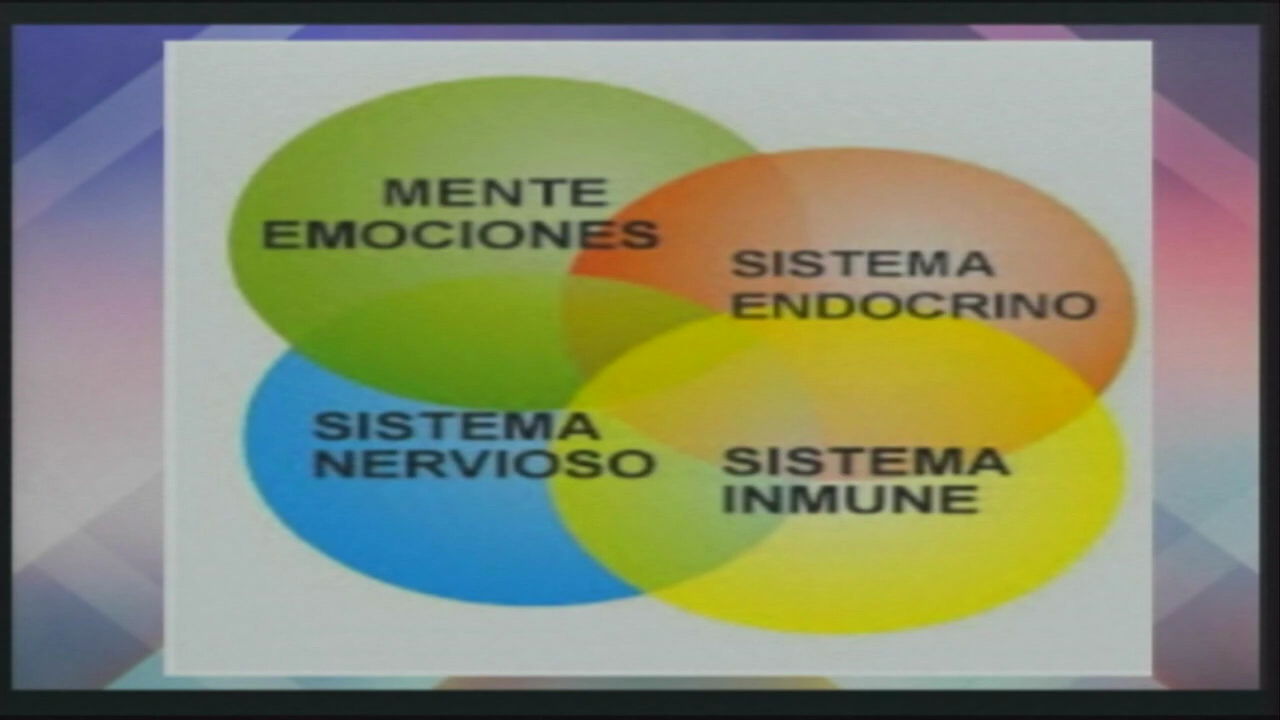 MENTE
EMOCIONES
SISTEMA
ENDOCRINO
SISTEMA
NERVIOSO
SISTEMA
INMUNE